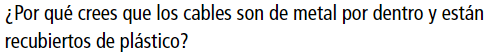 ¿Por qué crees que los cables son de metal por dentro y están
recubiertos de plástico?